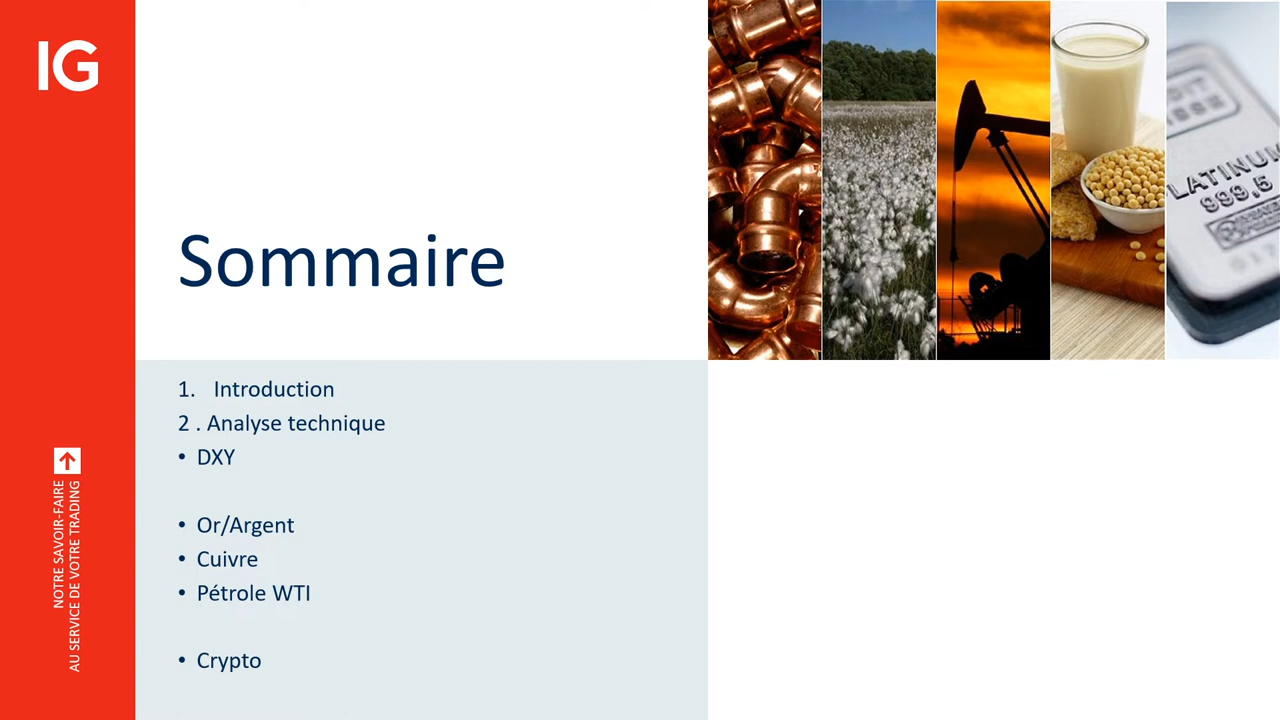 IG
Sommaire
1. Introduction
2 . Analyse technique
• DXY
• Or/Argent
• Cuivre
• Pétrole WTI
• Crypto
NOTRE SAVOIR-FAIRE
AU SERVICE DE VOTRE TRADING
LATINUM
999,5